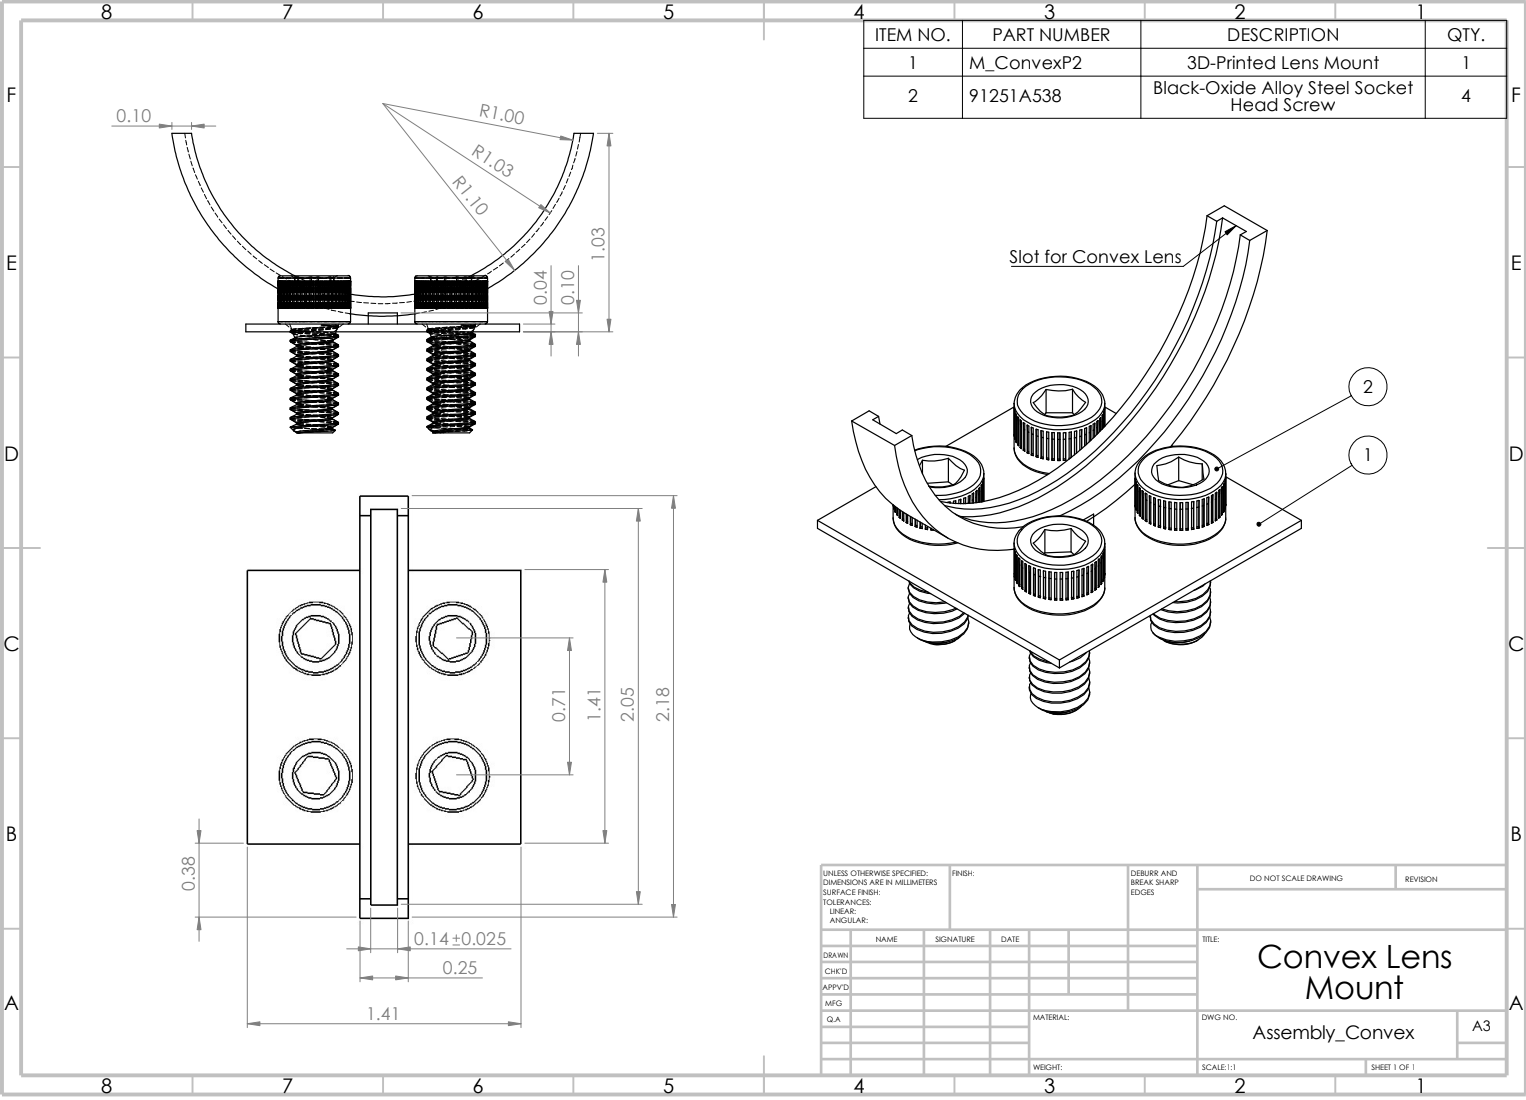 8 7 6 5 4 3 2 1
ITEM NO. PART NUMBER DESCRIPTION QTY.
1 M_ConvexP2 3D-Printed Lens Mount 1
2 91251A538 Black-Oxide Alloy Steel Socket Head Screw 4
F
F
E
E
D
D
C
C
B
B
A
A
0.10
R1.00
R1.03
R1.10
1.03
0.04
0.10
Slot for Convex Lens
2
1
0.71
1.41
2.05
2.18
0.38
0.14±0.025
0.25
1.41
UNLESS OTHERWISE SPECIFIED:
DIMENSIONS ARE IN MILLIMETERS
SURFACE FINISH:
TOLERANCES:
LINEAR:
ANGULAR:
FINISH:
DEBURR AND
BREAK SHARP
EDGES
DO NOT SCALE DRAWING
REVISION
NAME SIGNATURE DATE
DRAWN
CHK'D
APPV'D
MFG
Q.A
MATERIAL:
WEIGHT:
TITLE:
Convex Lens
Mount
DWG NO.
Assembly_Convex
A3
SCALE:1:1
SHEET 1 OF 1
8 7 6 5 4 3 2 1